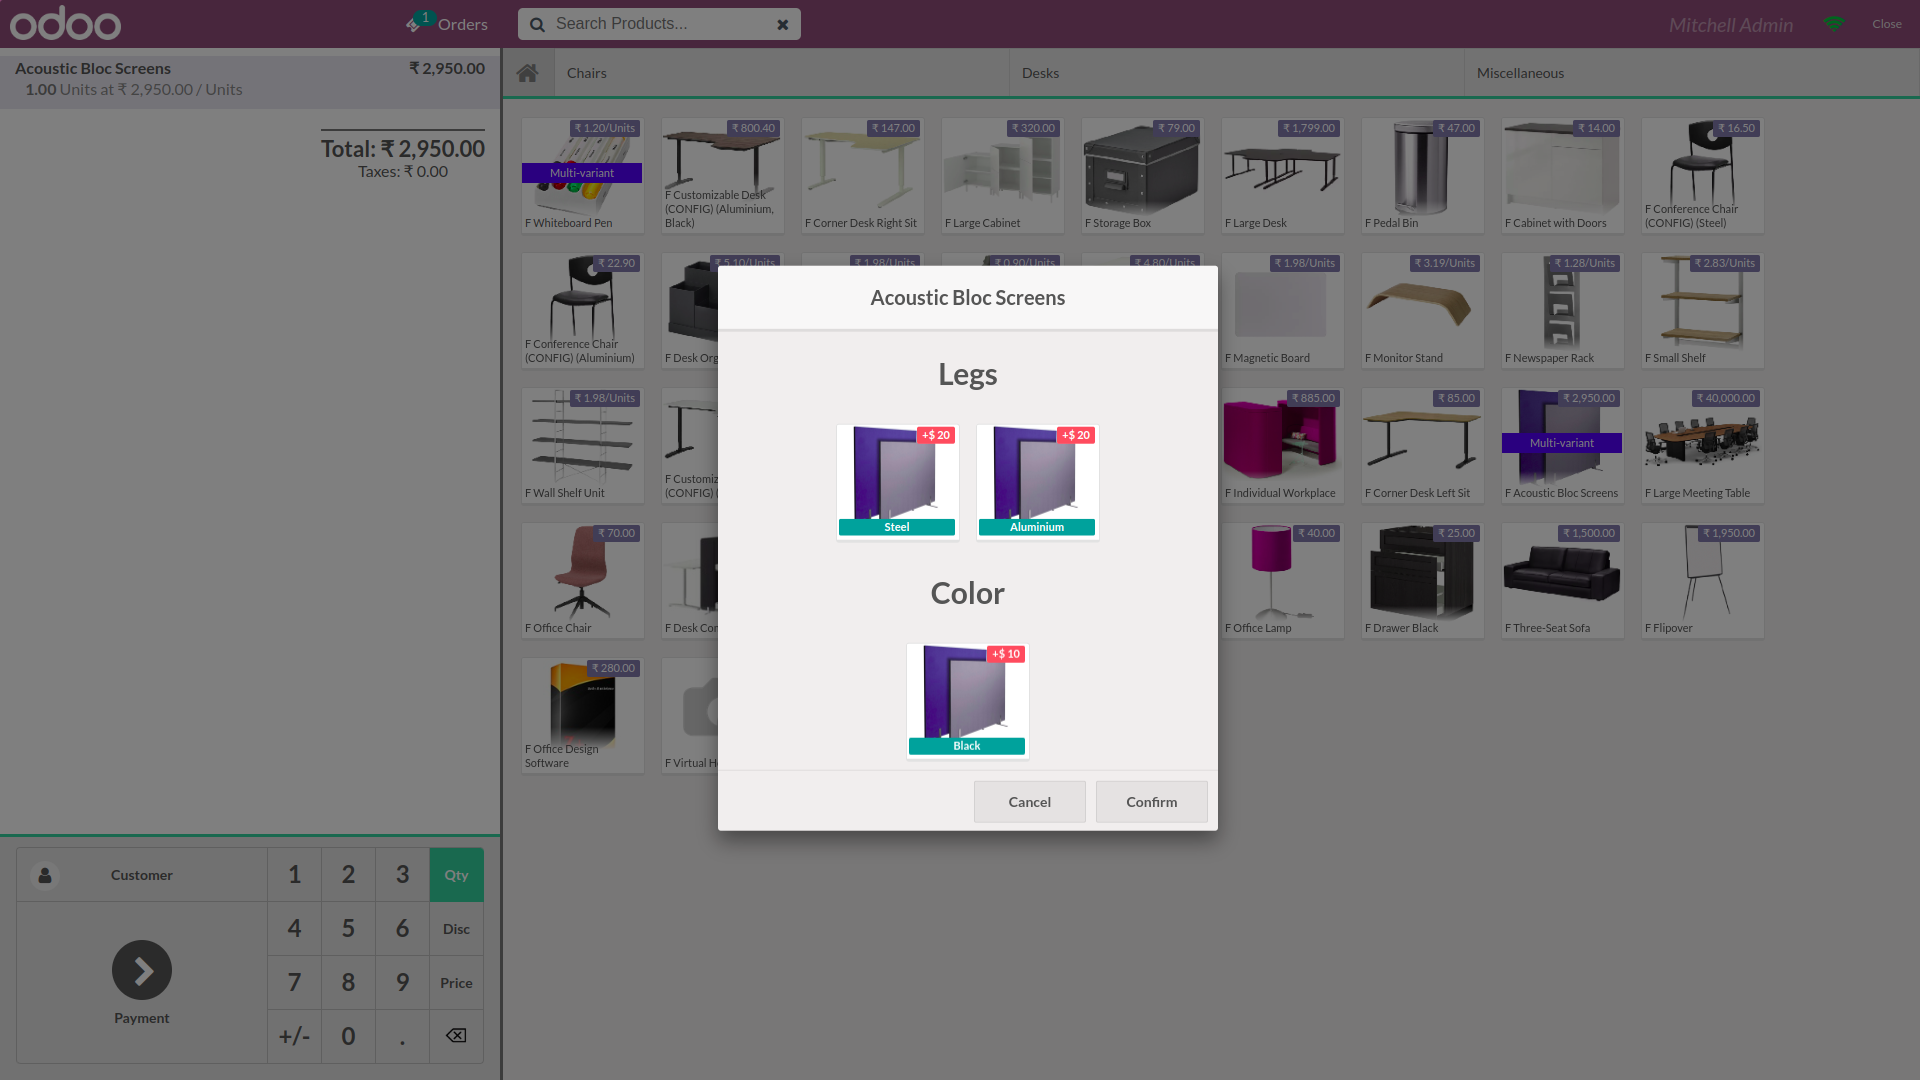 odoo
1
Orders
Search Products...
Mitchell Admin
Close
Acoustic Bloc Screens
₹ 2,950.00
1.00 Units at ₹ 2,950.00 / Units
Total: ₹ 2,950.00
Taxes: ₹ 0.00
Chairs
Desks
Miscellaneous
₹ 1.20/Units
Multi-variant
F Whiteboard Pen
₹ 800.40
F Customizable Desk
(CONFIG) (Aluminium,
Black)
₹ 147.00
F Corner Desk Right Sit
₹ 320.00
F Large Cabinet
₹ 79.00
F Storage Box
₹ 1,799.00
F Large Desk
₹ 47.00
F Pedal Bin
₹ 14.00
F Cabinet with Doors
₹ 16.50
F Conference Chair
(CONFIG) (Steel)
₹ 22.90
F Conference Chair
(CONFIG) (Aluminium)
₹ 5.10/Units
F Desk Org
₹ 1.98/Units
₹ 0.90/Units
₹ 4.80/Units
₹ 1.98/Units
F Magnetic Board
₹ 3.19/Units
F Monitor Stand
₹ 1.28/Units
F Newspaper Rack
₹ 2.83/Units
F Small Shelf
₹ 1.98/Units
F Wall Shelf Unit
F Customiz
(CONFIG) (
₹ 885.00
F Individual Workplace
₹ 85.00
F Corner Desk Left Sit
₹ 2,950.00
Multi-variant
F Acoustic Bloc Screens
₹ 40,000.00
F Large Meeting Table
₹ 70.00
F Office Chair
F Desk Con
₹ 40.00
F Office Lamp
₹ 25.00
F Drawer Black
₹ 1,500.00
F Three-Seat Sofa
₹ 1,950.00
F Flipover
₹ 280.00
F Office Design
Software
F Virtual H
Acoustic Bloc Screens
Legs
+$ 20
Steel
+$ 20
Aluminium
Color
+$ 10
Black
Cancel
Confirm
Customer
Payment
1
2
3
Qty
4
5
6
Disc
7
8
9
Price
+/-
0
.